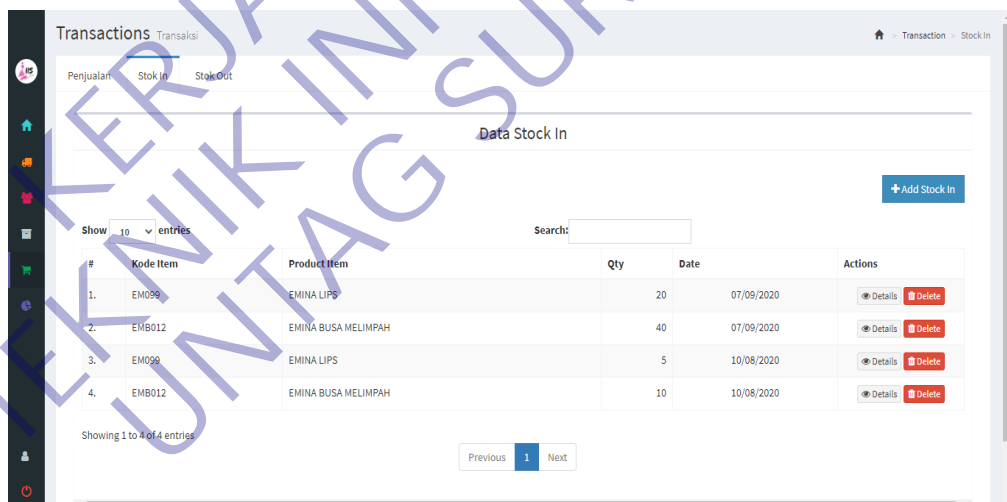 Transactions Transaksi
> Transaction > Stock In
Penjualan Stok In Stok Out
Data Stock In
+ Add Stock In
Show 10 entries Search:
# Kode Item Product Item Qty Date Actions
1. EM099 EMINA LIPS 20 07/09/2020 Details Delete
2. EMB012 EMINA BUSA MELIMPAH 40 07/09/2020 Details Delete
3. EM099 EMINA LIPS 5 10/08/2020 Details Delete
4. EMB012 EMINA BUSA MELIMPAH 10 10/08/2020 Details Delete
Showing 1 to 4 of 4 entries
Previous 1 Next
KERJA
TEKNIK IN
UNTAG SUR